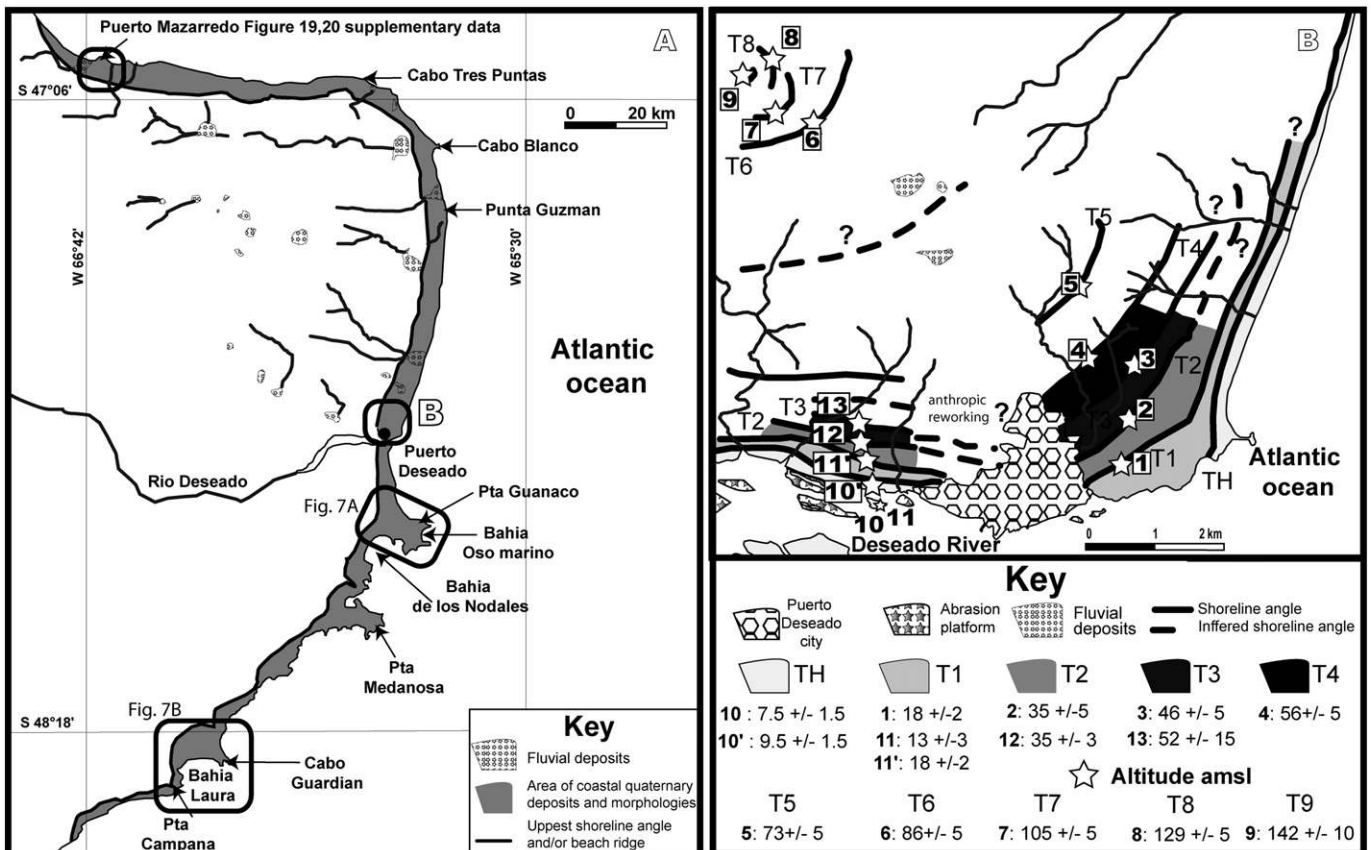 Puerto Mazarredo Figure 19,20 supplementary data
A
Cabo Tres Puntas
S 47°06'
0 20 km
Cabo Blanco
Punta Guzman
W 66°42'
W 65°30'
Atlantic
ocean
B
Puerto
Deseado
Rio Deseado
Fig. 7A
Pta Guanaco
Bahia
Oso marino
Bahia
de los Nodales
Pta
Medanosa
Fig. 7B
S 48°18'
Cabo
Guardian
Bahia
Laura
Pta
Campana
Key
Fluvial deposits
Area of coastal quaternary
deposits and morphologies
Uppest shoreline angle
and/or beach ridge
B
T8
8
T7
9
7
6
T6
?
?
T5
?
T4
?
5
4
3
T2
T3
13
anthropic
reworking
?
T2
12
T3
2
11'
1
T1
10'
TH
10
11
Deseado River
Atlantic
ocean
0 1 2 km
Key
Puerto
Deseado
city
Abrasion
platform
Fluvial
deposits
Shoreline angle
Inffered shoreline angle
TH
T1
T2
T3
T4
10 : 7.5 +/- 1.5
1: 18 +/-2
2: 35 +/-5
3: 46 +/- 5
4: 56+/- 5
10' : 9.5 +/- 1.5
11: 13 +/-3
12: 35 +/- 3
13: 52 +/- 15
11': 18 +/-2
Altitude amsl
T5
T6
T7
T8
T9
5: 73+/- 5
6: 86+/- 5
7: 105 +/- 5
8: 129 +/- 5
9: 142 +/- 10